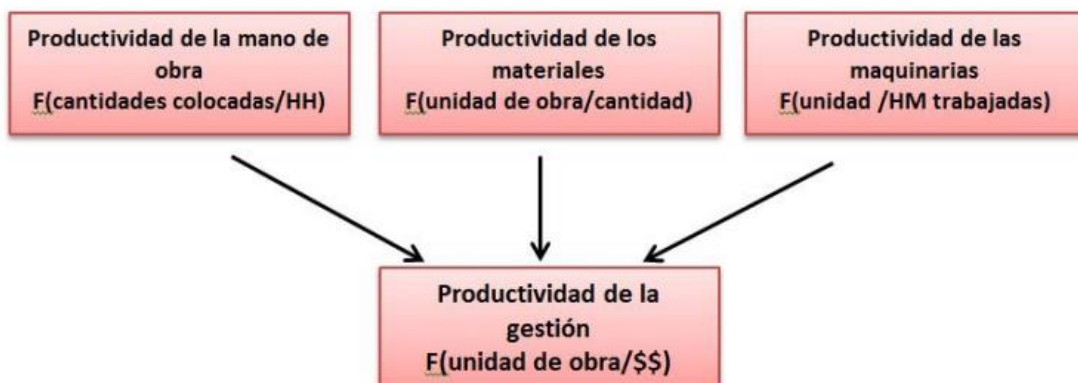 Productividad de la mano de
obra
F(cantidades colocadas/HH)
Productividad de los
materiales
F(unidad de obra/cantidad)
Productividad de las
maquinarias
F(unidad /HM trabajadas)
Productividad de la
gestión
F(unidad de obra/$$)